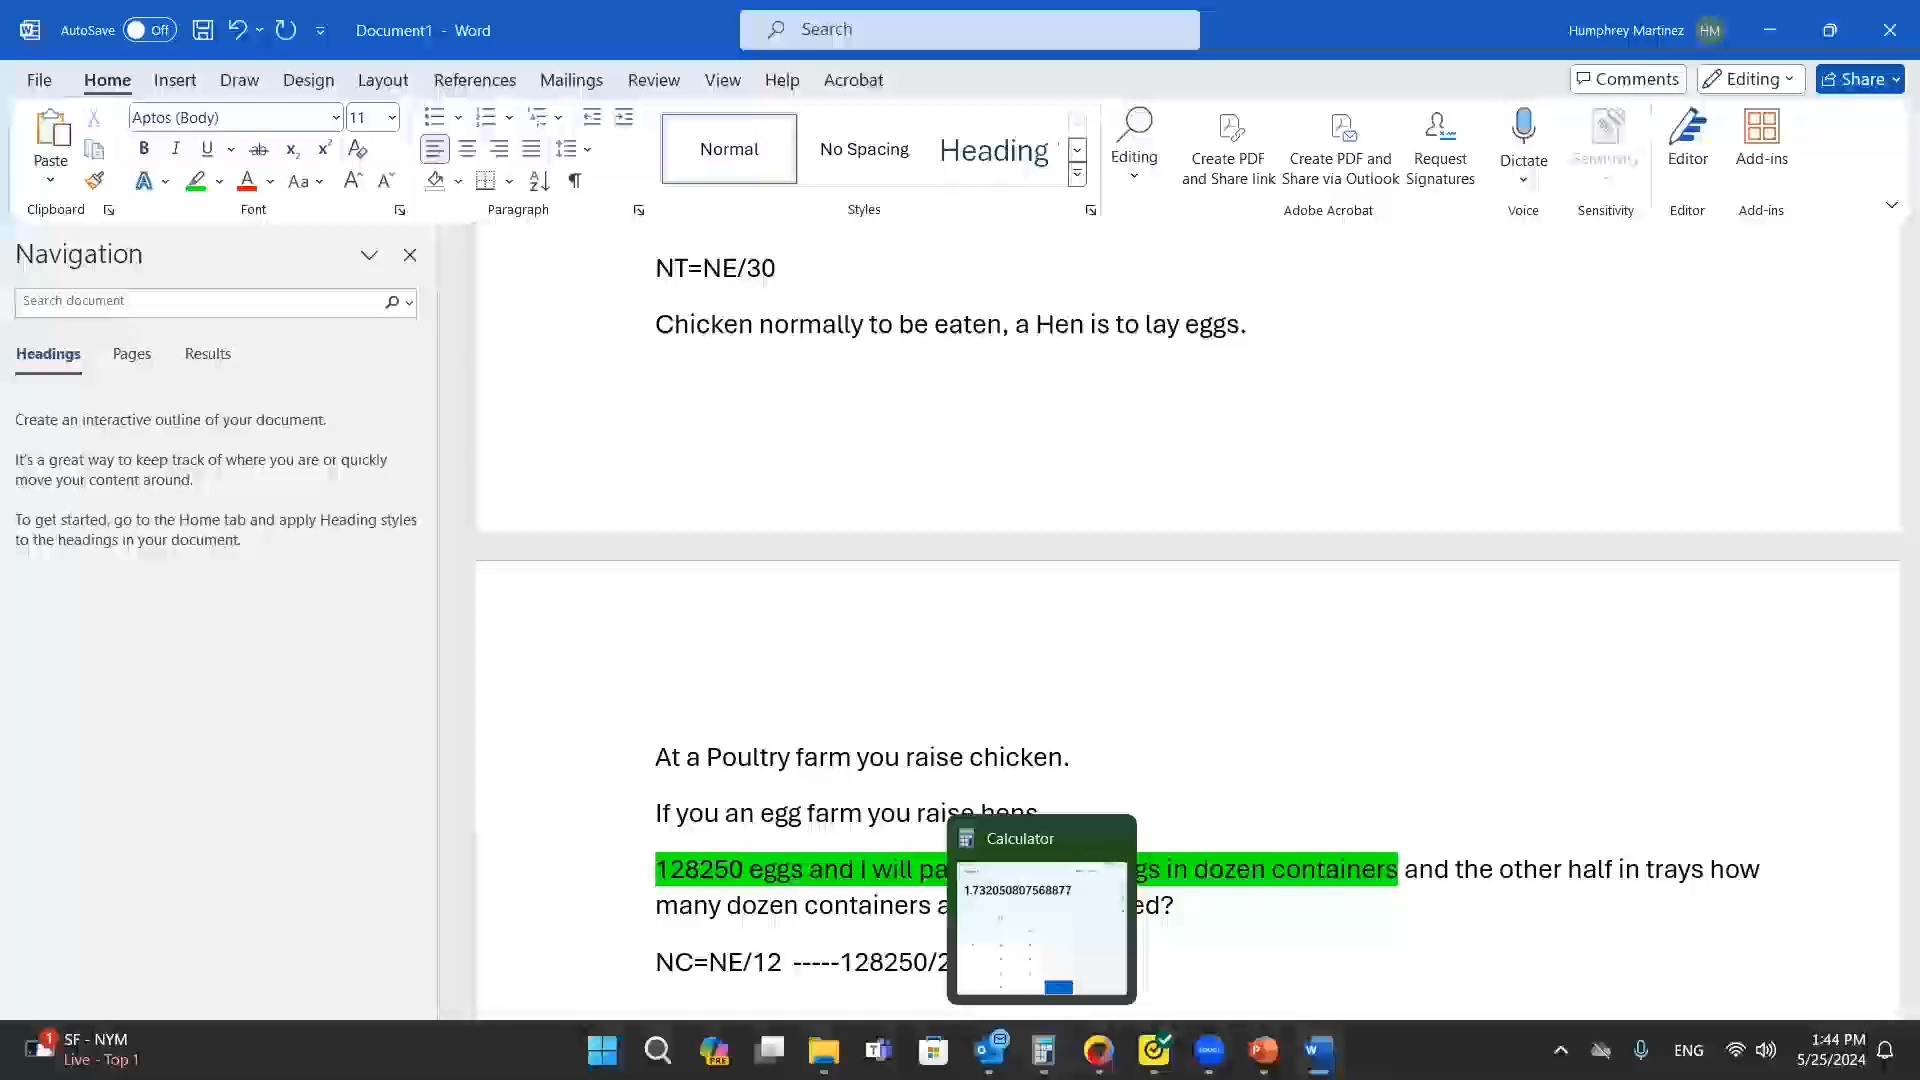 AutoSave Off Document1 - Word Search Humphrey Martinez HM
File Home Insert Draw Design Layout References Mailings Review View Help Acrobat Comments Editing Share
Paste
Clipboard
Aptos (Body) 11
Font
Paragraph
Normal No Spacing Heading
Styles
Editing
Create PDF and Share link
Create PDF and Share via Outlook
Request Signatures
Adobe Acrobat
Dictate
Voice
Sensitivity
Sensitivity
Editor
Editor
Add-ins
Add-ins
Navigation
Search document
Headings Pages Results
Create an interactive outline of your document.
It's a great way to keep track of where you are or quickly
move your content around.
To get started, go to the Home tab and apply Heading styles
to the headings in your document.
NT=NE/30
Chicken normally to be eaten, a Hen is to lay eggs.
At a Poultry farm you raise chicken.
If you an egg farm you raise hens
128250 eggs and I will pa gs in dozen containers and the other half in trays how
many dozen containers a ed?
NC=NE/12 -----128250/2
Calculator
1.732050807568877
1
SF - NYM
Live - Top 1
PRE
ENG
1:44 PM
5/25/2024